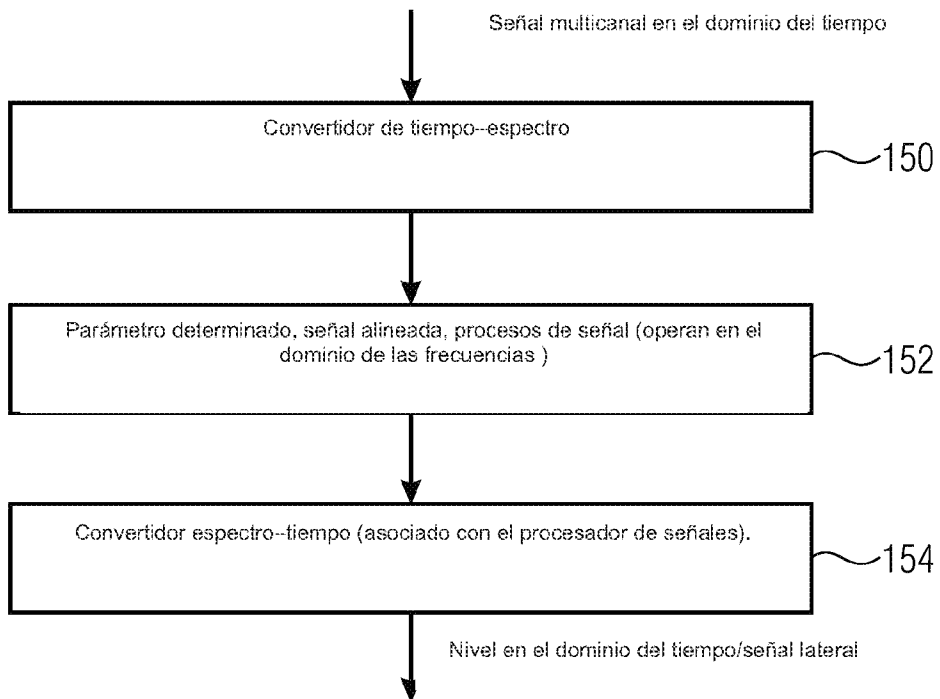 Señal multicanal en el dominio del tiempo
Convertidor de tiempo--espectro
150
Parámetro determinado, señal alineada, procesos de señal (operan en el
dominio de las frecuencias )
152
Convertidor espectro--tiempo (asociado con el procesador de señales).
154
Nivel en el dominio del tiempo/señal lateral